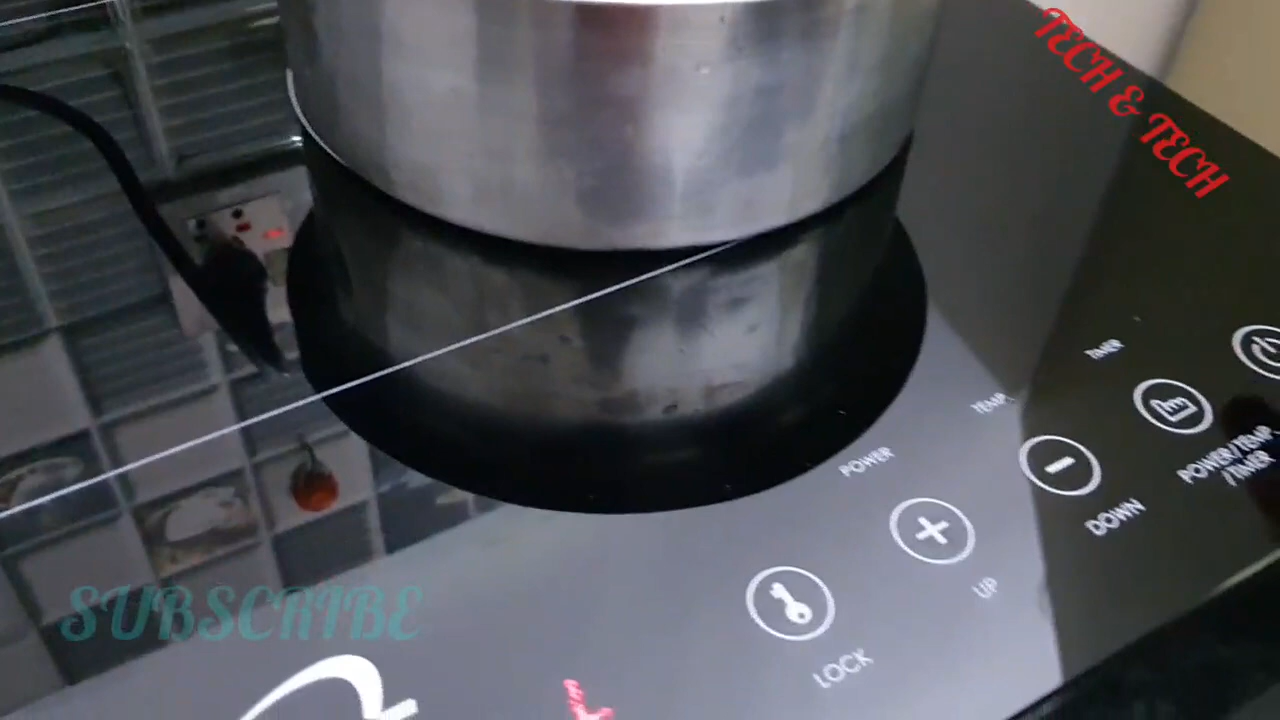 TECH & TECH
TIMER
TEMP.
POWER
POWER/TEMP.
/TIMER
DOWN
UP
LOCK
SUBSCRIBE